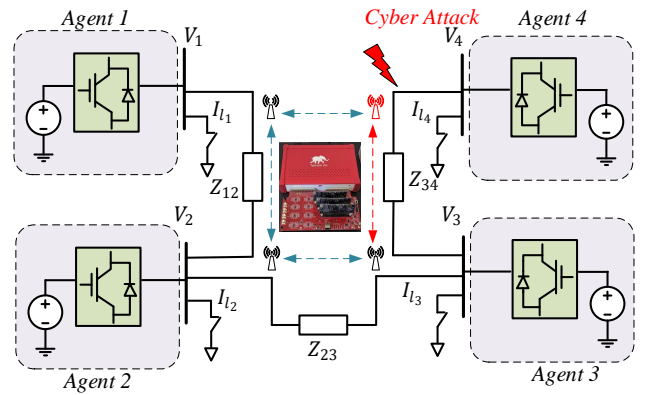 Cyber Attack
Agent 1
Agent 4
V1
V4
Il1
Il4
Z12
Z34
V2
V3
Il2
Il3
Z23
Agent 2
Agent 3